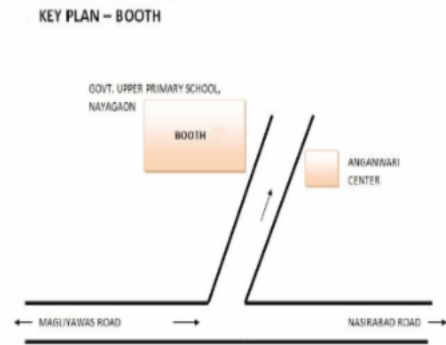 KEY PLAN – BOOTH
GOVT. UPPER PRIMARY SCHOOL,
NAYAGAON
BOOTH
ANGANWARI
CENTER
MAGLIYAWAS ROAD
NASIRABAD ROAD